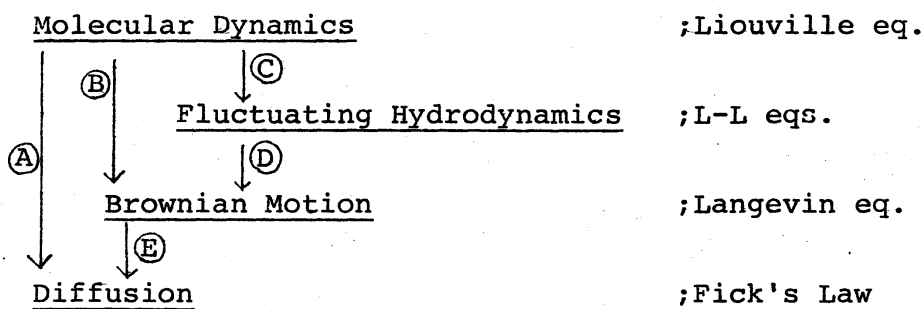 Molecular Dynamics ;Liouville eq.
Ⓒ
Ⓑ
Fluctuating Hydrodynamics ;L-L eqs.
Ⓐ Ⓓ
Brownian Motion ;Langevin eq.
Ⓔ
Diffusion ;Fick's Law